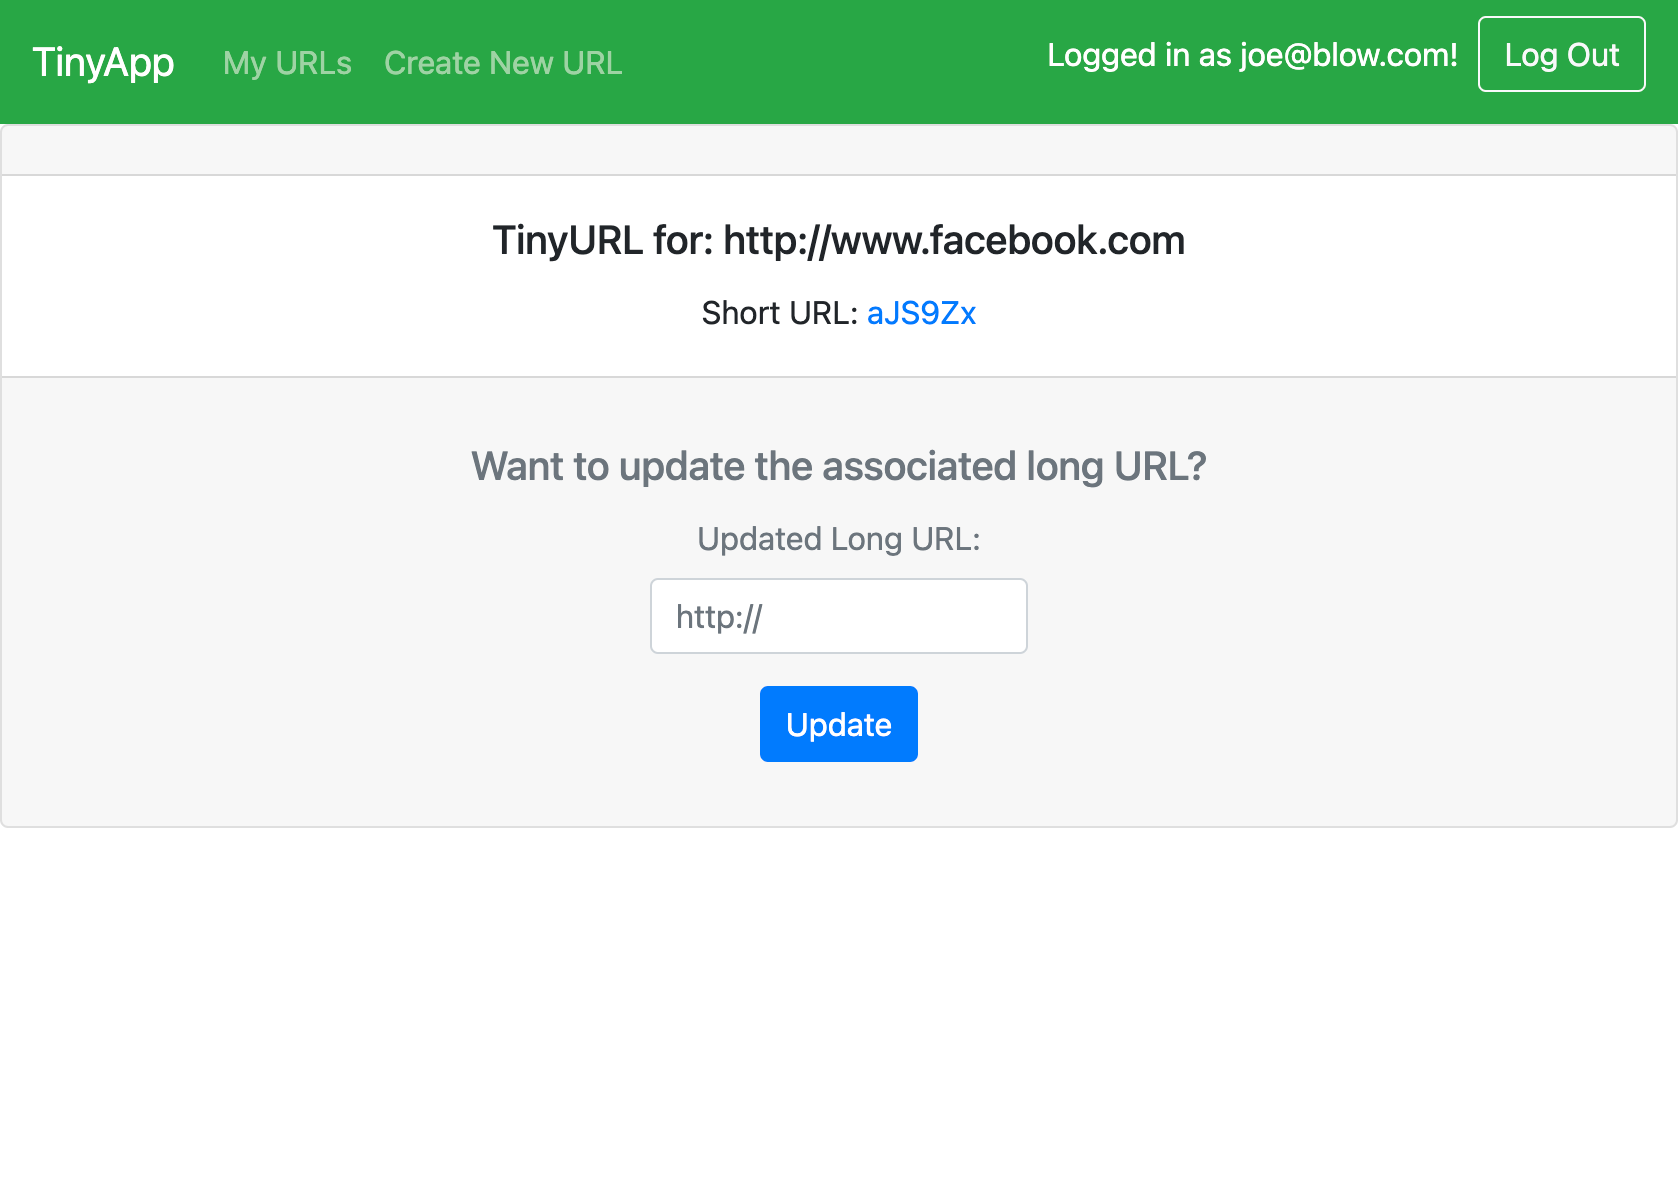 TinyApp My URLs Create New URL Logged in as joe@blow.com! Log Out
TinyURL for: http://www.facebook.com
Short URL: aJS9Zx
Want to update the associated long URL?
Updated Long URL:
http://
Update